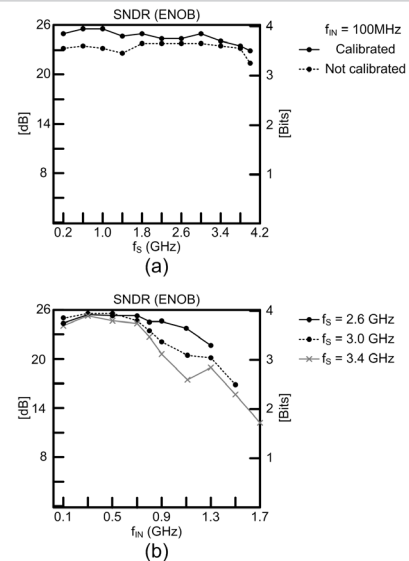 SNDR (ENOB)
26
20
14
8
[dB]
4
3
2
1
[Bits]
0.2 1.0 1.8 2.6 3.4 4.2
fS (GHz)
(a)
fIN = 100MHz
Calibrated
Not calibrated
SNDR (ENOB)
26
20
14
8
[dB]
4
3
2
1
[Bits]
0.1 0.5 0.9 1.3 1.7
fIN (GHz)
(b)
fS = 2.6 GHz
fS = 3.0 GHz
fS = 3.4 GHz